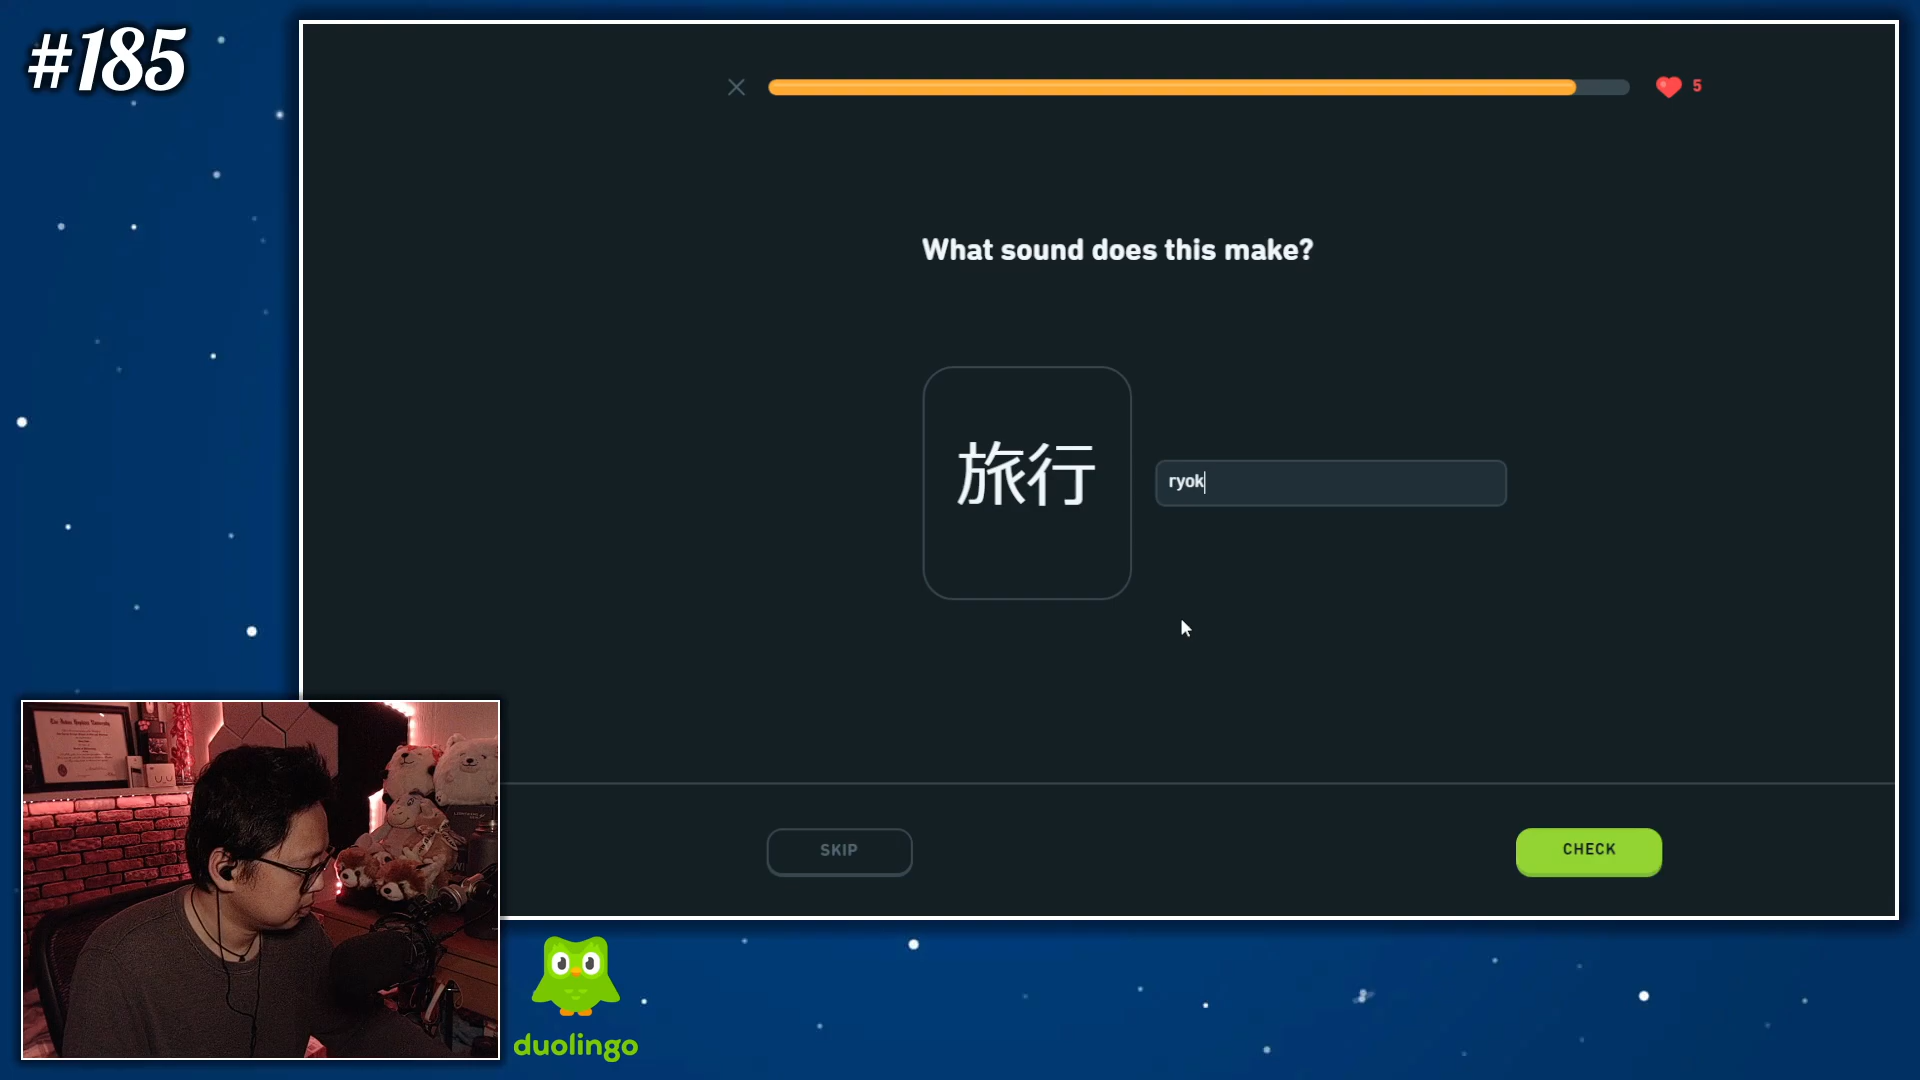 #185
5
What sound does this make?
旅行
ryok
SKIP
CHECK
duolingo